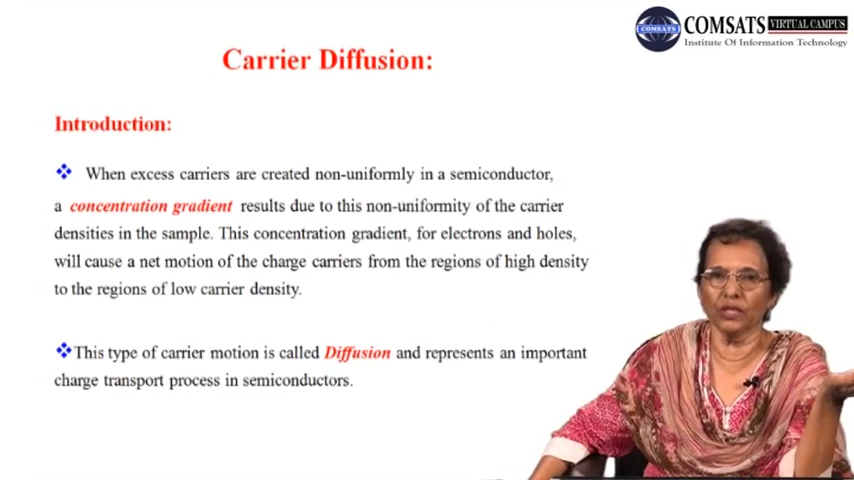 COMSATS VIRTUAL CAMPUS
COMSATS
Institute Of Information Technology
Carrier Diffusion:
Introduction:
When excess carriers are created non-uniformly in a semiconductor,
a concentration gradient results due to this non-uniformity of the carrier
densities in the sample. This concentration gradient, for electrons and holes,
will cause a net motion of the charge carriers from the regions of high density
to the regions of low carrier density.
This type of carrier motion is called Diffusion and represents an important
charge transport process in semiconductors.